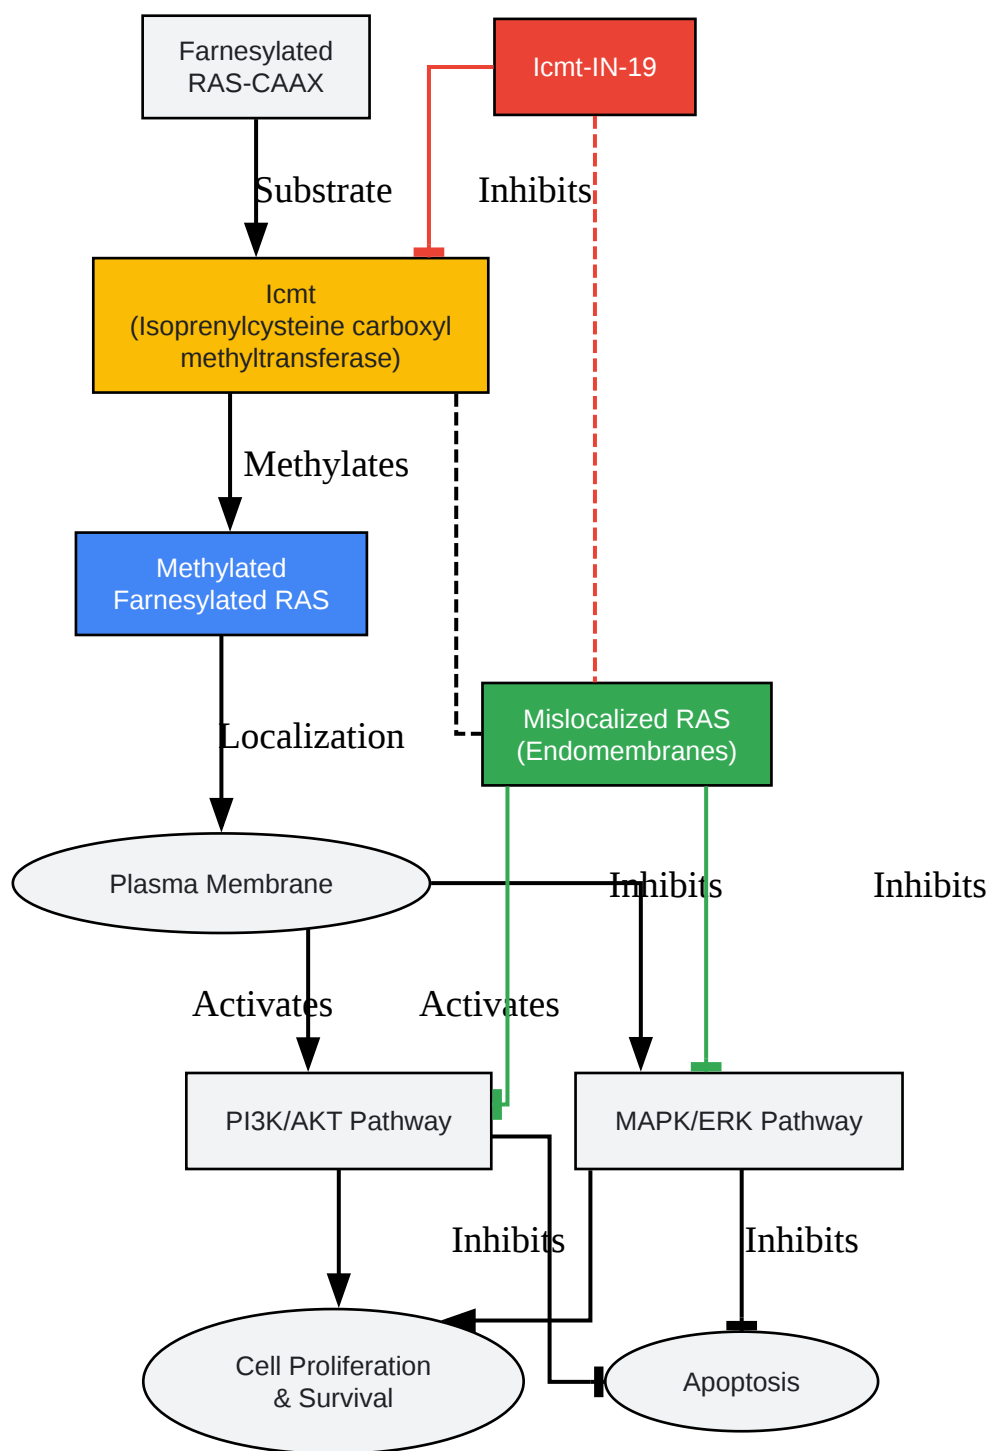 Farnesylated
RAS-CAAX
Icmt-IN-19
Substrate
Inhibits
Icmt
(Isoprenylcysteine carboxyl
methyltransferase)
Methylates
Methylated
Farnesylated RAS
Mislocalized RAS
(Endomembranes)
Localization
Plasma Membrane
Inhibits
Inhibits
Activates
Activates
PI3K/AKT Pathway
MAPK/ERK Pathway
Inhibits
Inhibits
Cell Proliferation
& Survival
Apoptosis